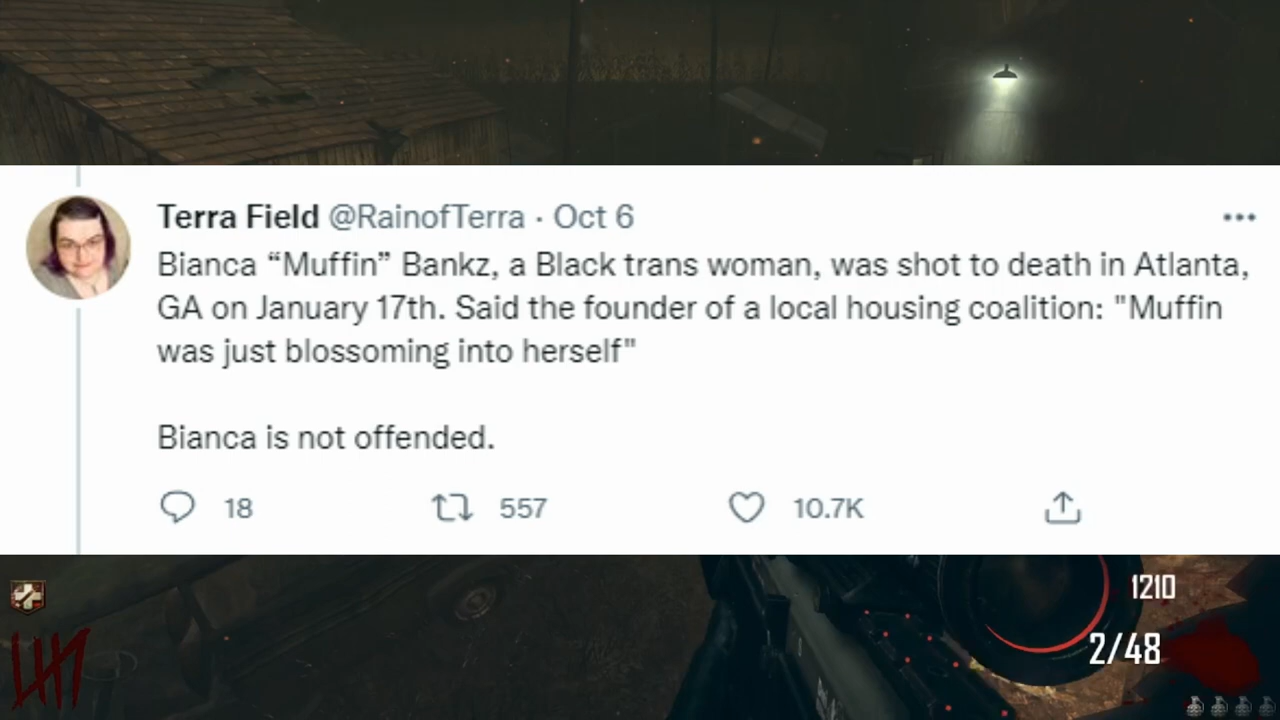 Terra Field @RainofTerra · Oct 6
Bianca “Muffin” Bankz, a Black trans woman, was shot to death in Atlanta,
GA on January 17th. Said the founder of a local housing coalition: "Muffin
was just blossoming into herself"
Bianca is not offended.
18 557 10.7K
1210
2/48